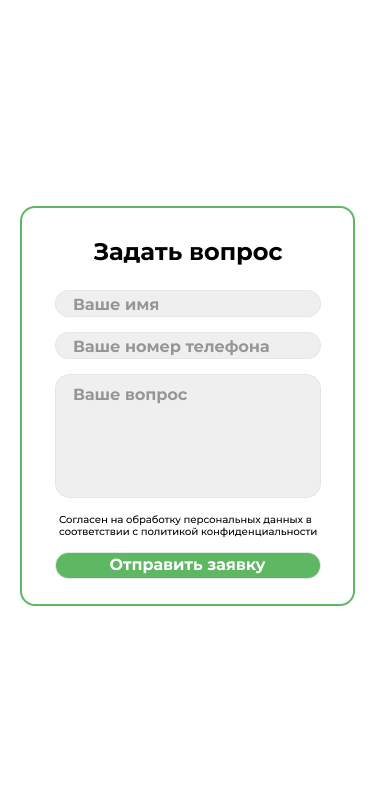 Задать вопрос
Ваше имя
Ваше номер телефона
Ваше вопрос
Согласен на обработку персональных данных в
соответствии с политикой конфиденциальности
Отправить заявку